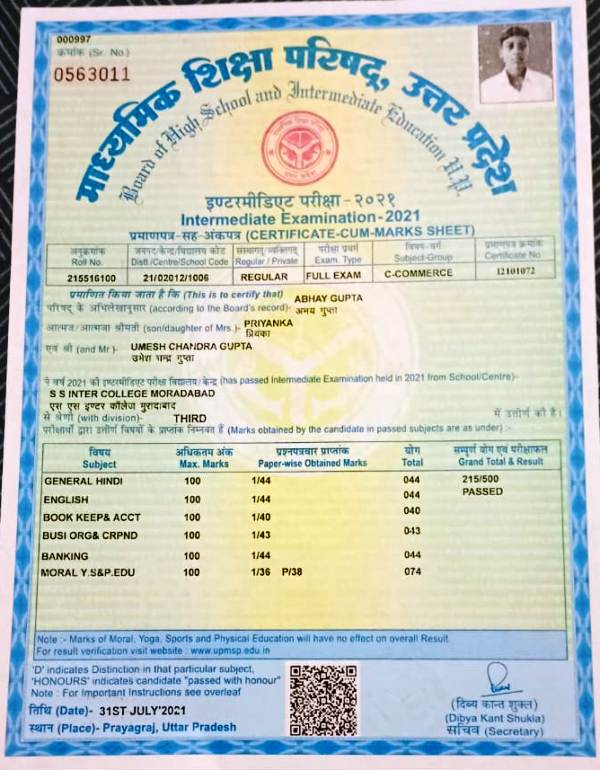 000997
क्रमांक (Sr. No.)
0563011
माध्यमिक शिक्षा परिषद्, उत्तर प्रदेश
Board of High School and Intermediate Education U.P.
इण्टरमीडिएट परीक्षा - २०२१
Intermediate Examination - 2021
प्रमाणपत्र-सह-अंकपत्र (CERTIFICATE-CUM-MARKS SHEET)
अनुक्रमांक जनपद/केन्द्र/विद्यालय कोड संस्थागत/व्यक्तिगत परीक्षा प्रवर्ग विषय-वर्ग प्रमाणपत्र क्रमांक
Roll No. Distt./Centre/School Code Regular / Private Exam. Type Subject-Group Certificate No.
215516100 21/02012/1006 REGULAR FULL EXAM C-COMMERCE 12101072
प्रमाणित किया जाता है कि (This is to certify that) ABHAY GUPTA
परिषद् के अभिलेखानुसार (according to the Board's record)- अभय गुप्ता
आत्मज/आत्मजा श्रीमती (son/daughter of Mrs.)- PRIYANKA
प्रियंका
एवं श्री (and Mr.)- UMESH CHANDRA GUPTA
उमेश चन्द्र गुप्ता
ने वर्ष 2021 की इण्टरमीडिएट परीक्षा विद्यालय/केन्द्र (has passed Intermediate Examination held in 2021 from School/Centre)-
S S INTER COLLEGE MORADABAD
एस एस इण्टर कॉलेज मुरादाबाद
से श्रेणी (with division)- THIRD में उत्तीर्ण की है।
परीक्षार्थी द्वारा उत्तीर्ण विषयों के प्राप्तांक निम्नवत हैं (Marks obtained by the candidate in passed subjects are as under) :-
विषय अधिकतम अंक प्रश्नपत्रवार प्राप्तांक योग सम्पूर्ण योग एवं परीक्षाफल
Subject Max. Marks Paper-wise Obtained Marks Total Grand Total & Result
GENERAL HINDI 100 1/44 044 215/500
ENGLISH 100 1/44 044 PASSED
BOOK KEEP& ACCT 100 1/40 040
BUSI ORG& CRPND 100 1/43 043
BANKING 100 1/44 044
MORAL Y.S&P.EDU 100 1/36 P/38 074
Note :- Marks of Moral, Yoga, Sports and Physical Education will have no effect on overall Result.
For result verification visit website : www.upmsp.edu.in
'D' indicates Distinction in that particular subject,
'HONOURS' indicates candidate "passed with honour"
Note : For Important Instructions see overleaf
तिथि (Date)- 31ST JULY'2021
स्थान (Place)- Prayagraj, Uttar Pradesh
(दिब्य कान्त शुक्ल)
(Dibya Kant Shukla)
सचिव (Secretary)